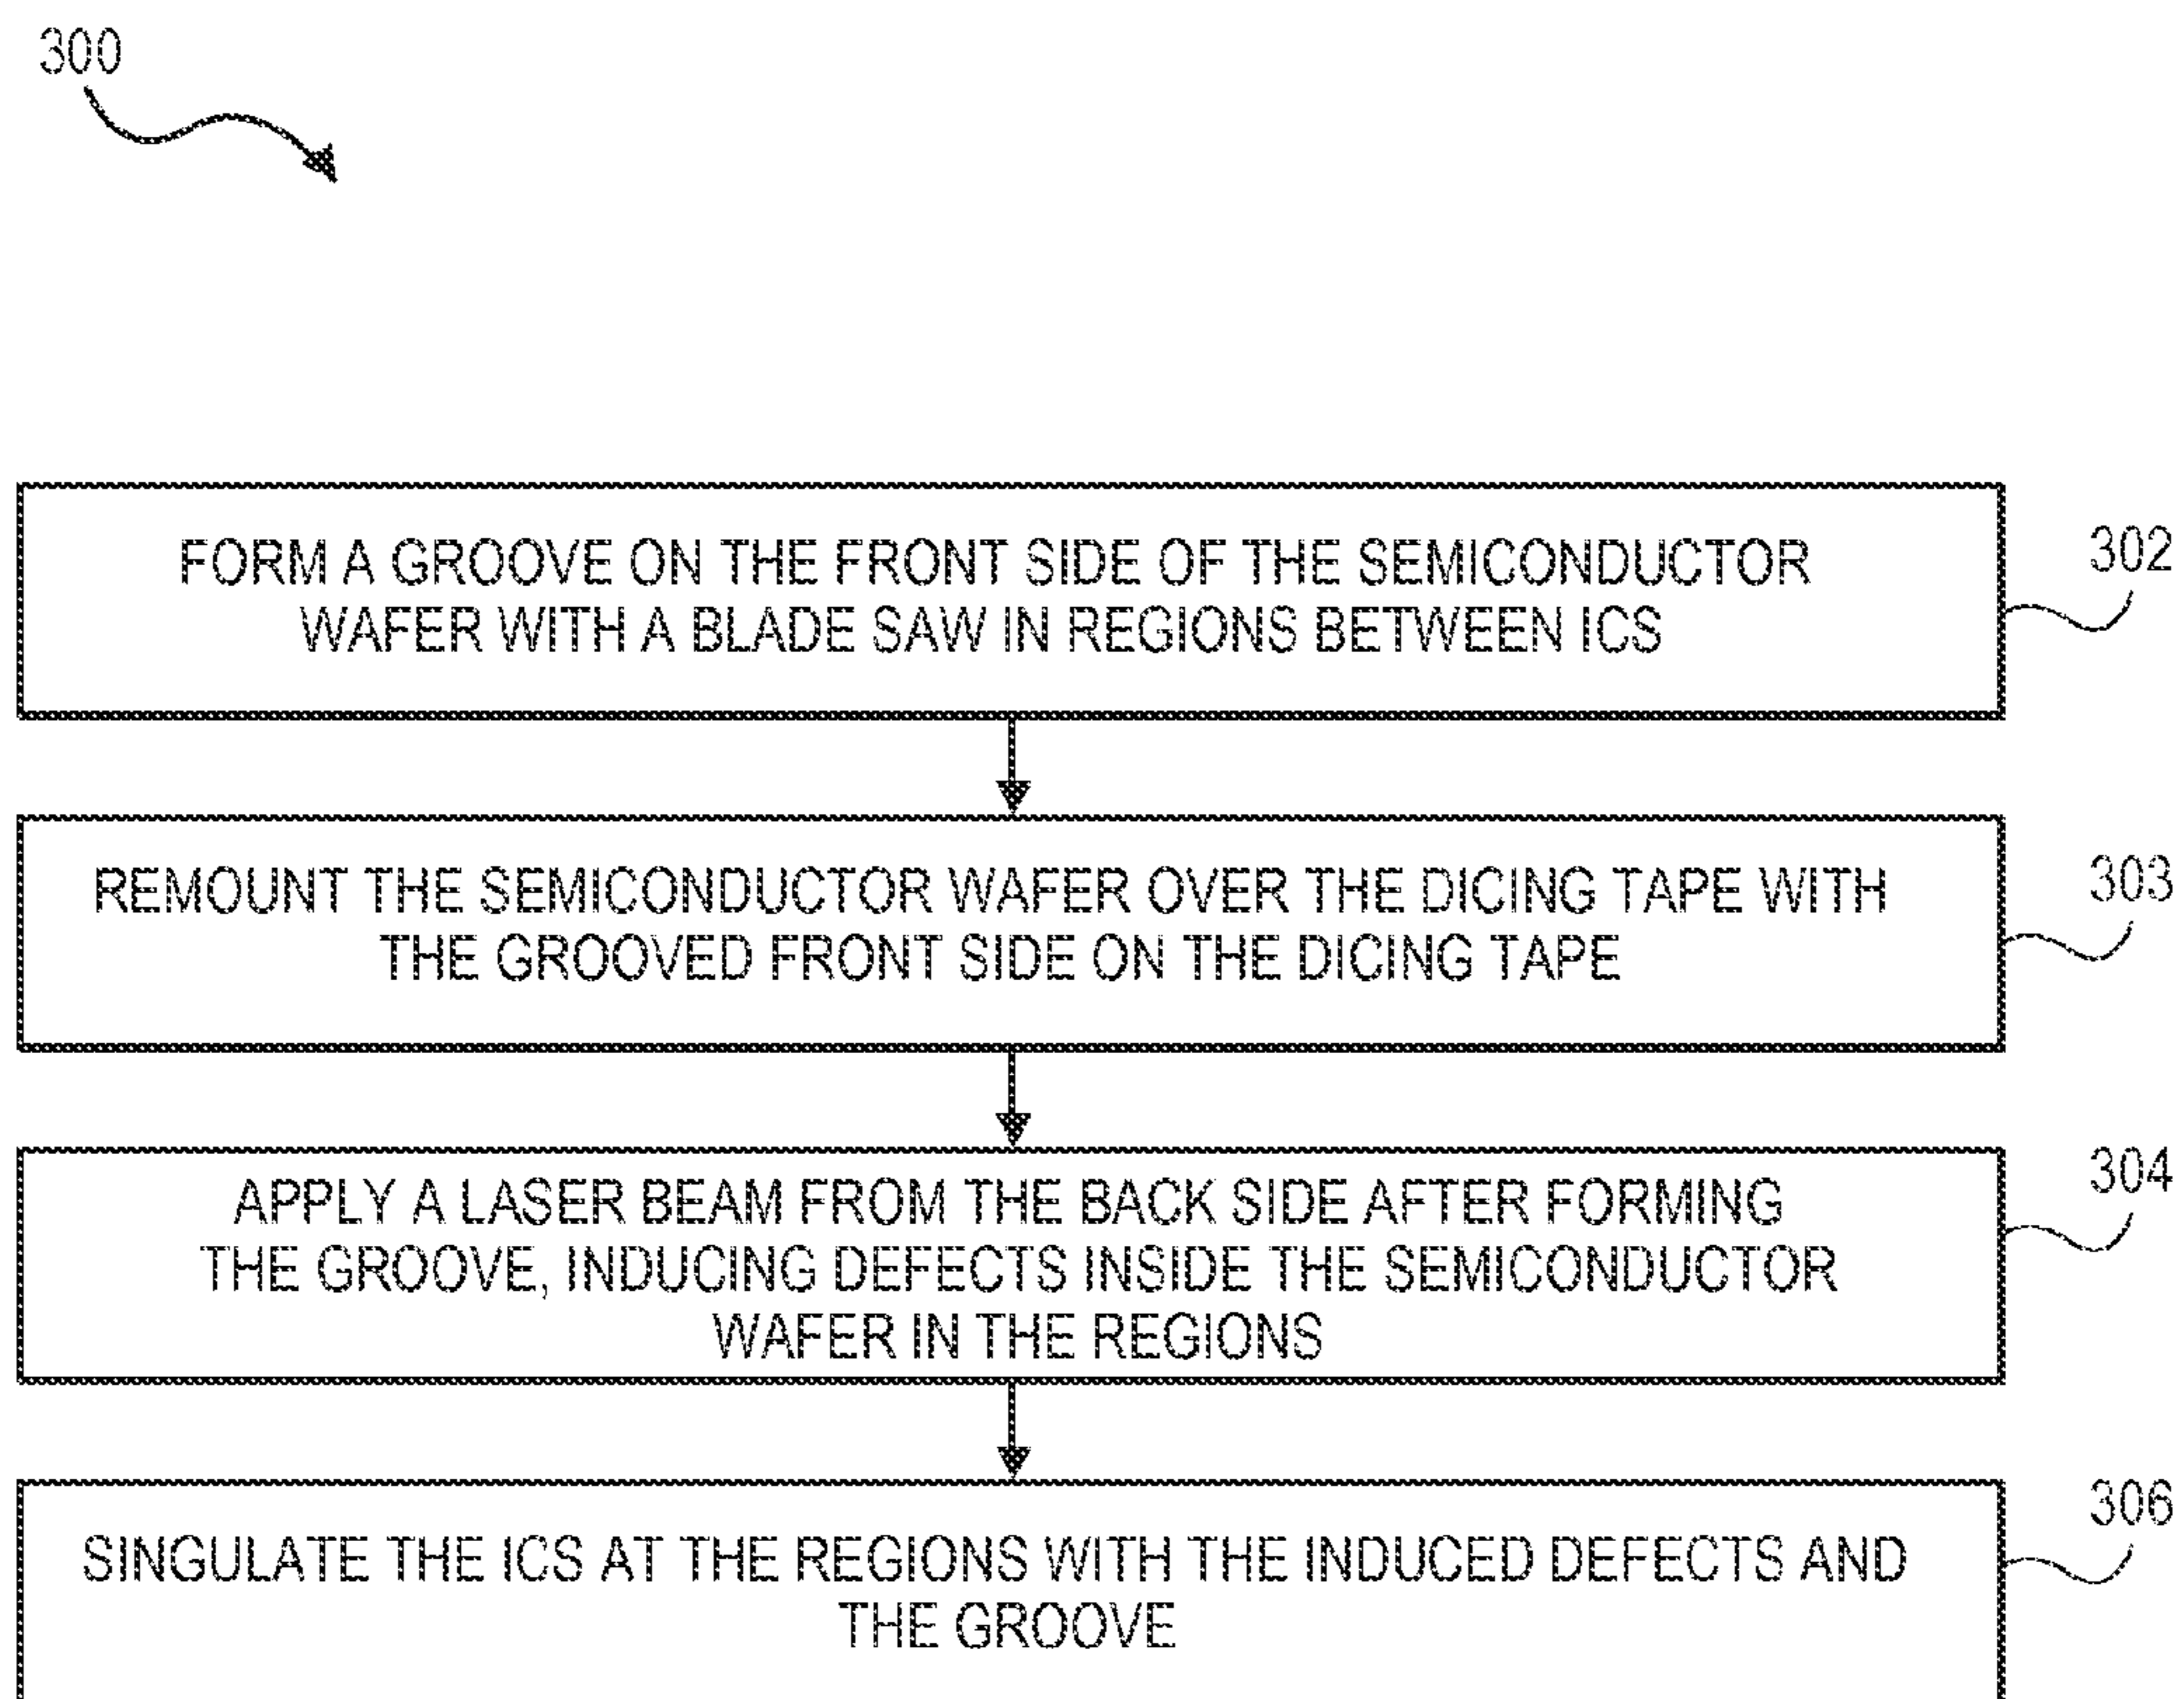 300
FORM A GROOVE ON THE FRONT SIDE OF THE SEMICONDUCTOR
WAFER WITH A BLADE SAW IN REGIONS BETWEEN ICS
302
REMOUNT THE SEMICONDUCTOR WAFER OVER THE DICING TAPE WITH
THE GROOVED FRONT SIDE ON THE DICING TAPE
303
APPLY A LASER BEAM FROM THE BACK SIDE AFTER FORMING
THE GROOVE, INDUCING DEFECTS INSIDE THE SEMICONDUCTOR
WAFER IN THE REGIONS
304
SINGULATE THE ICS AT THE REGIONS WITH THE INDUCED DEFECTS AND
THE GROOVE
306